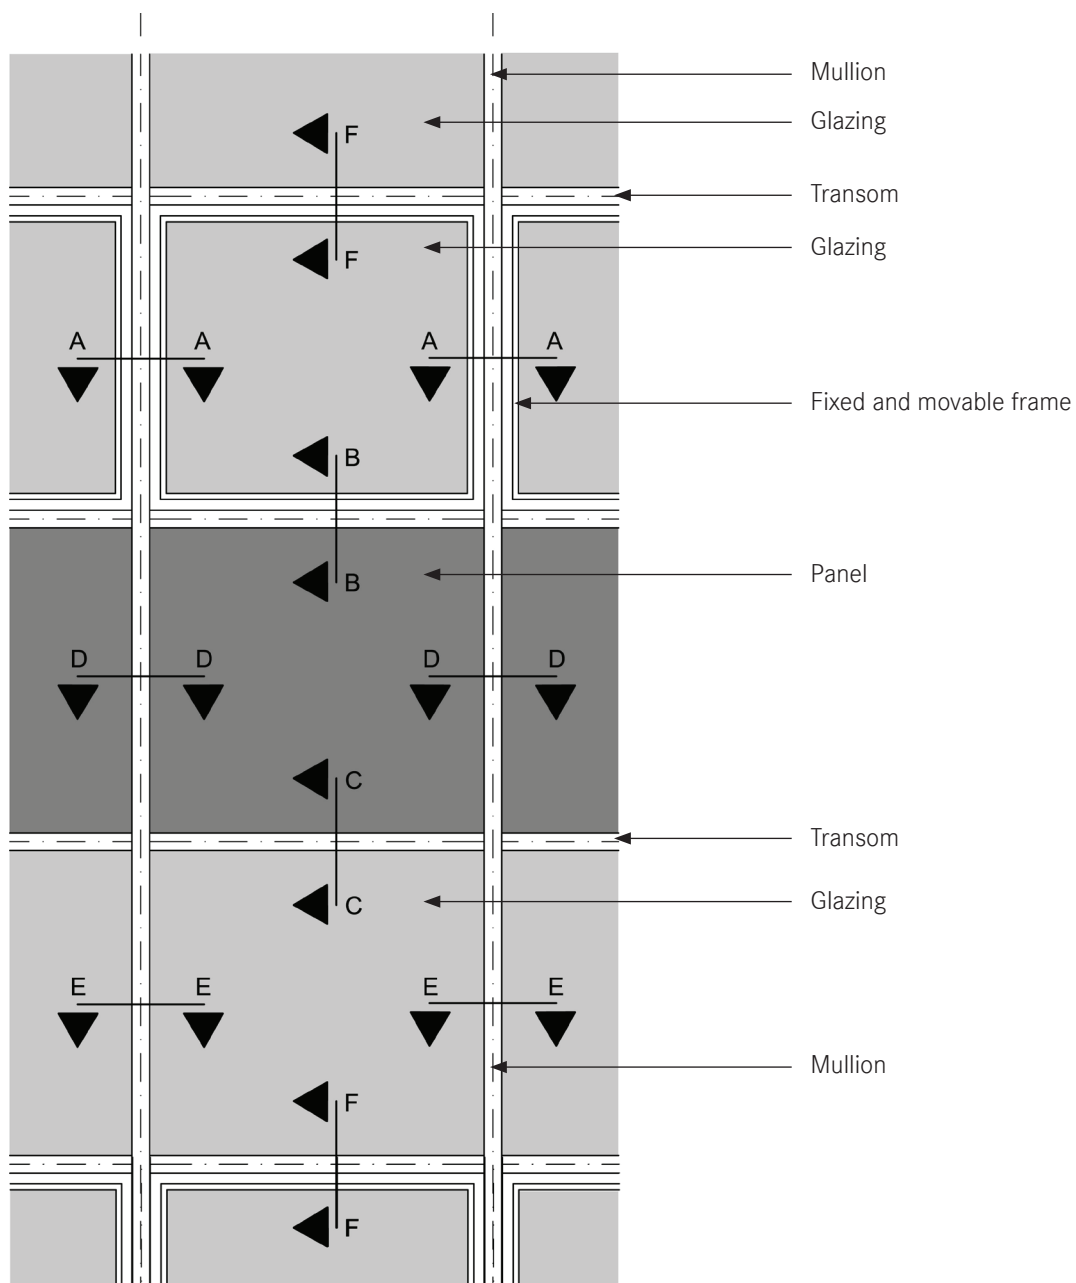 Mullion
Glazing
F
Transom
F
Glazing
A A A A
Fixed and movable frame
B
B
Panel
D D D D
C
Transom
C
Glazing
E E E E
Mullion
F
F